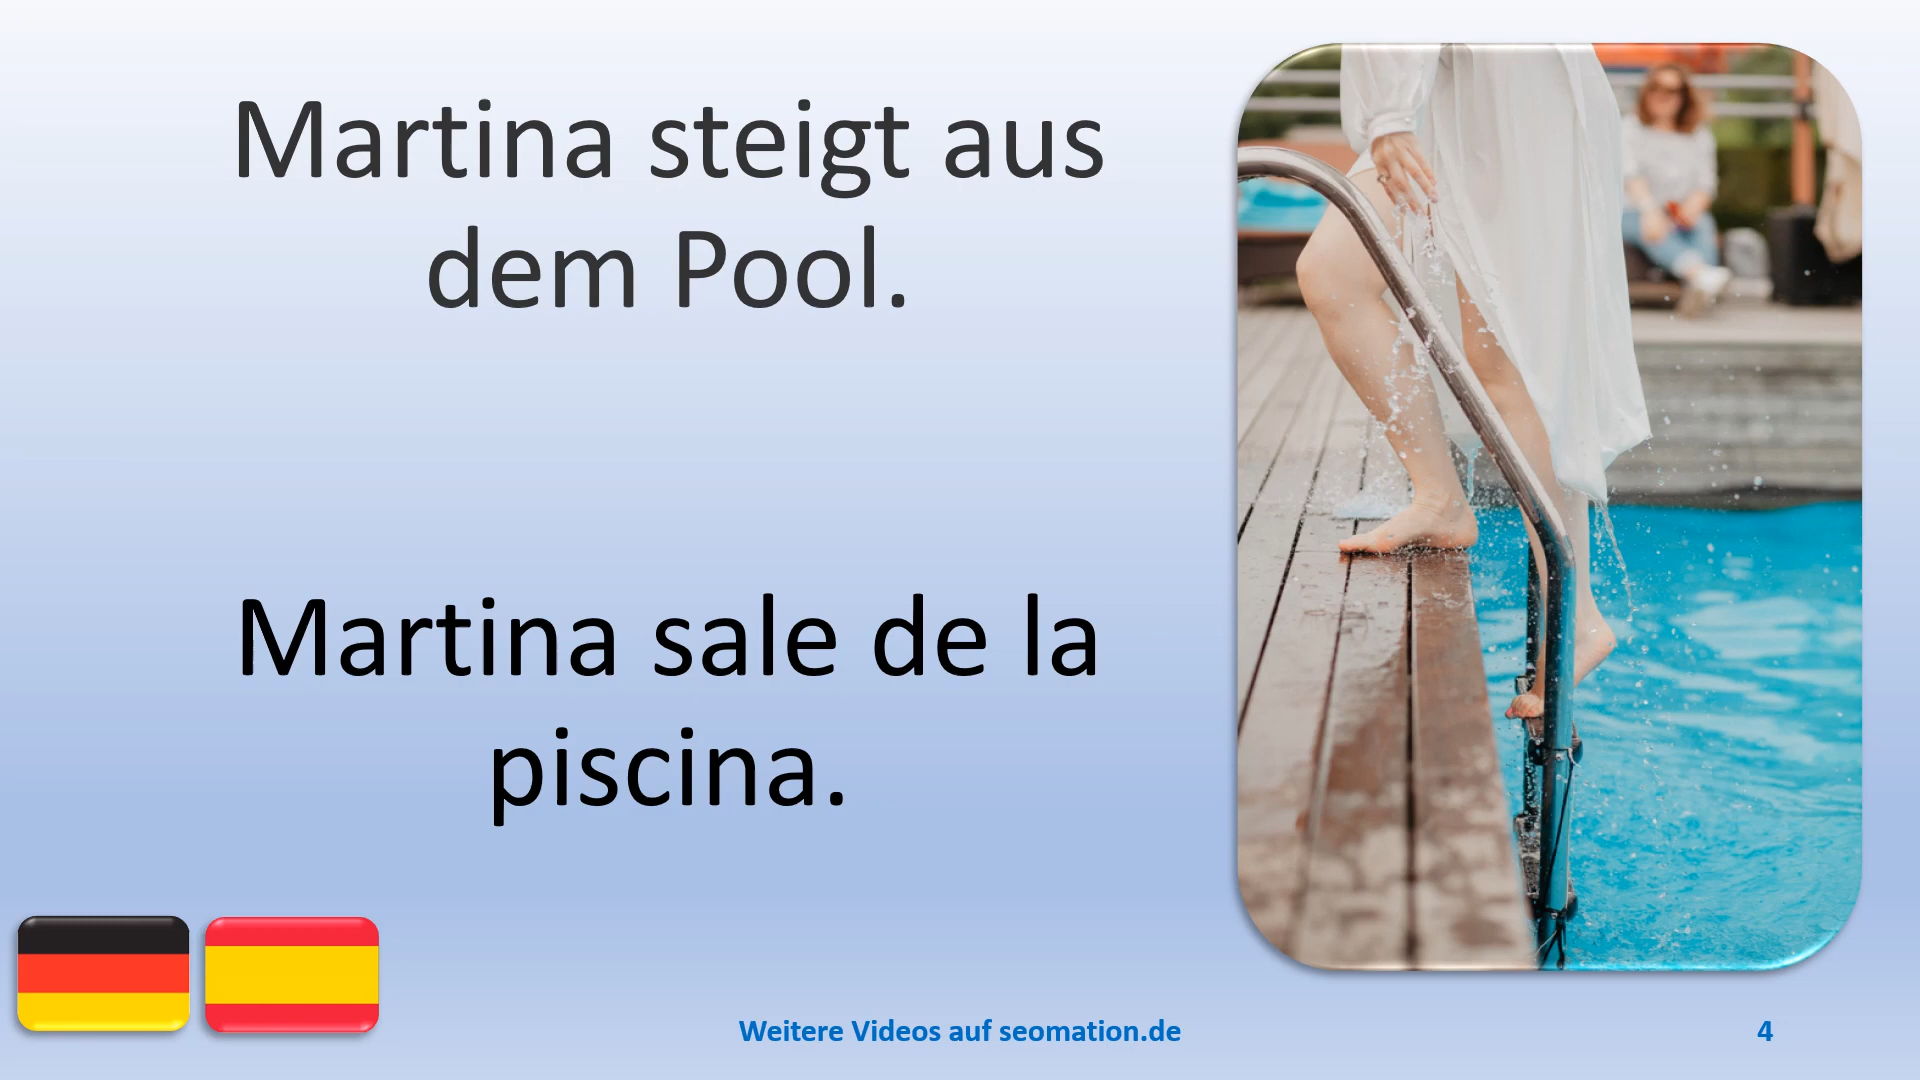 Martina steigt aus
dem Pool.
Martina sale de la
piscina.
Weitere Videos auf seomation.de
4